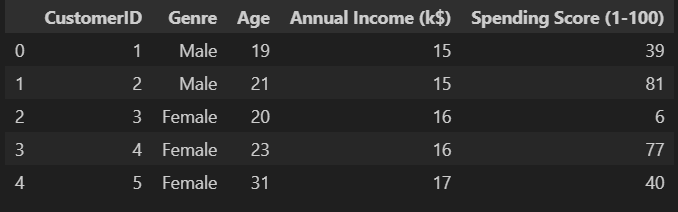 CustomerID Genre Age Annual Income (k$) Spending Score (1-100)
0 1 Male 19 15 39
1 2 Male 21 15 81
2 3 Female 20 16 6
3 4 Female 23 16 77
4 5 Female 31 17 40